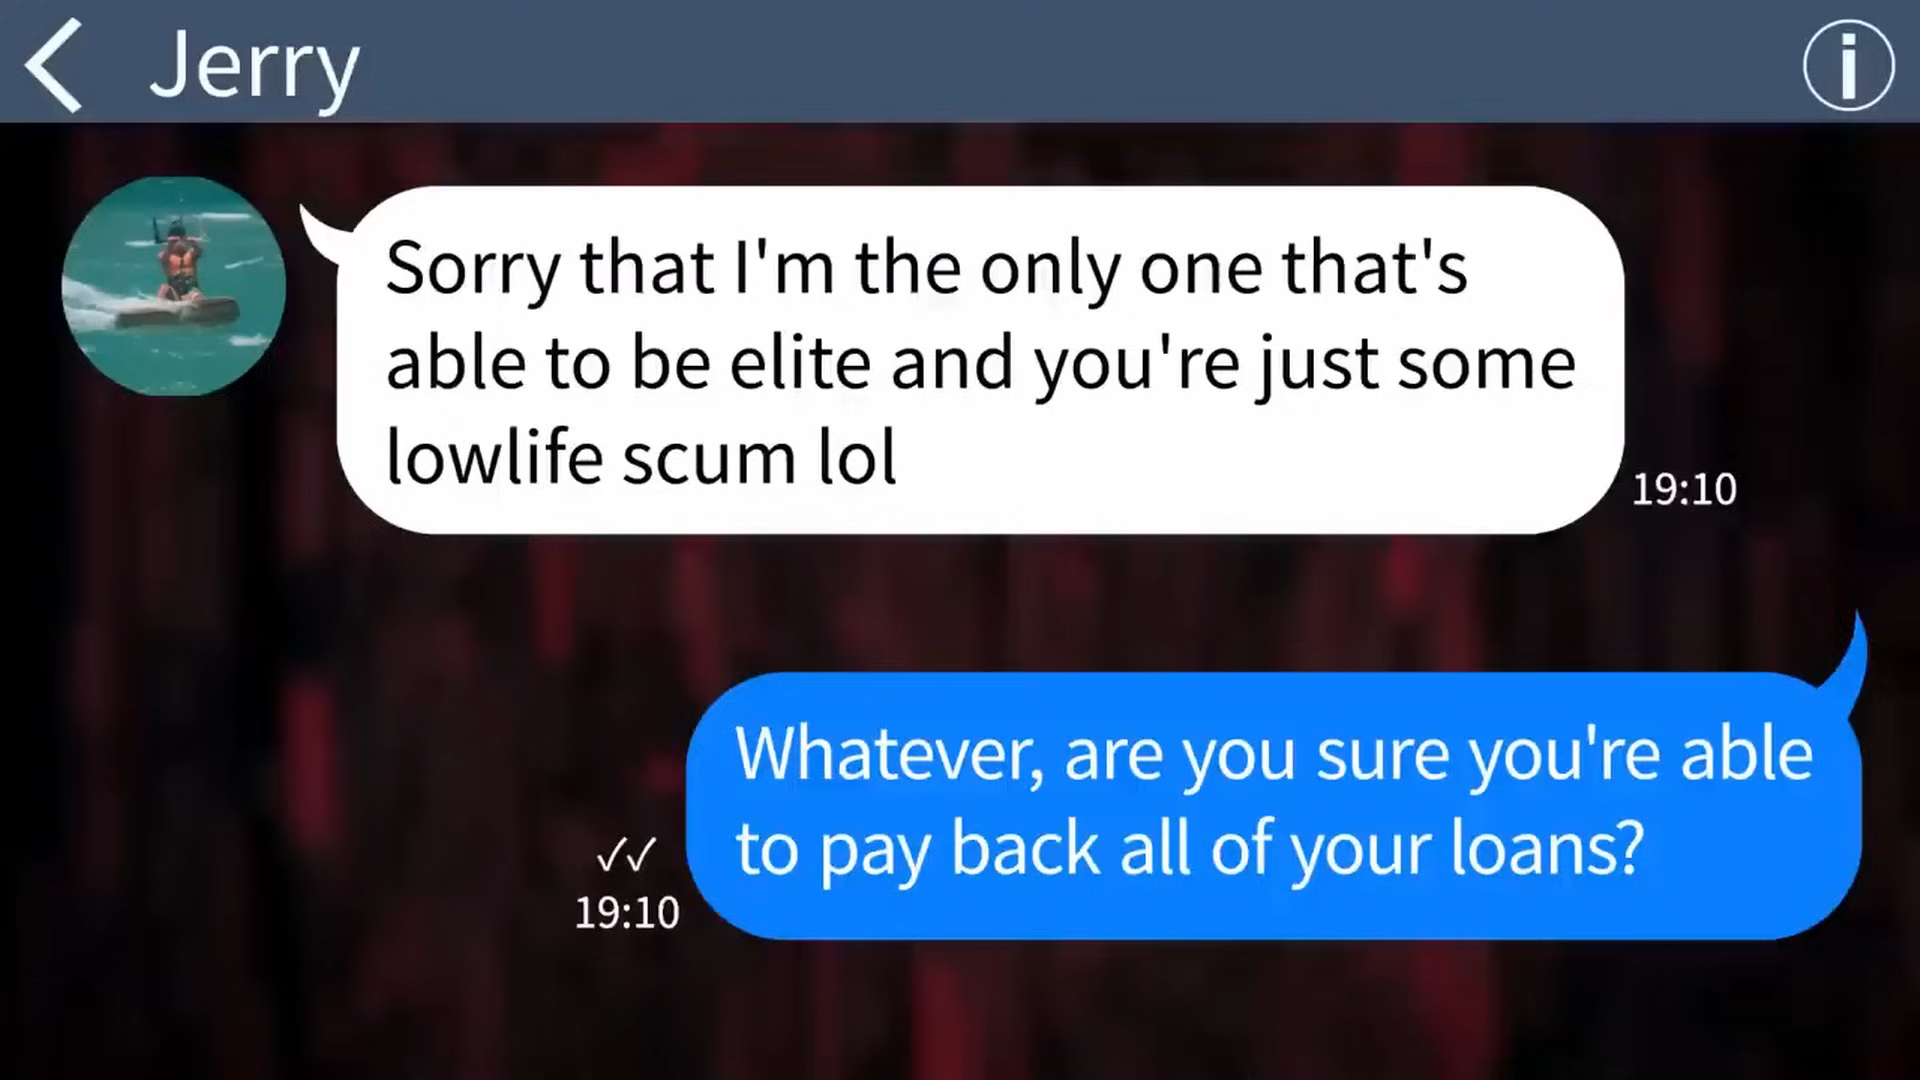 Jerry
Sorry that I'm the only one that's
able to be elite and you're just some
lowlife scum lol
19:10
Whatever, are you sure you're able
to pay back all of your loans?
19:10